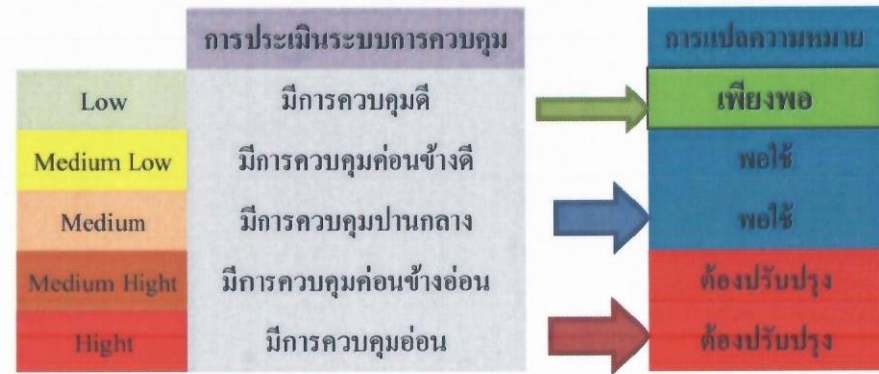 การประเมินระบบการควบคุม การแปลความหมาย
Low มีการควบคุมดี เพียงพอ
Medium Low มีการควบคุมค่อนข้างดี พอใช้
Medium มีการควบคุมปานกลาง พอใช้
Medium Hight มีการควบคุมค่อนข้างอ่อน ต้องปรับปรุง
Hight มีการควบคุมอ่อน ต้องปรับปรุง